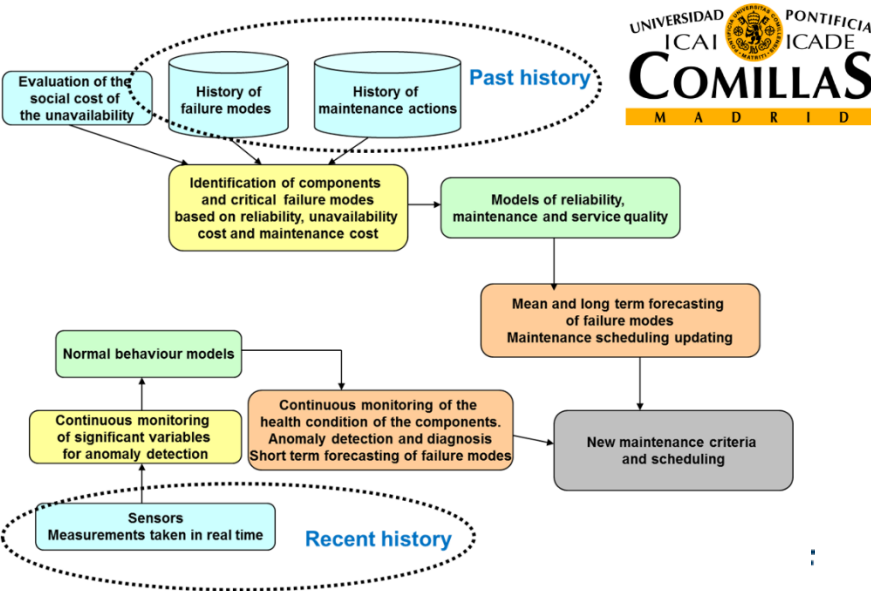 UNIVERSIDAD PONTIFICIA
ICAI ICADE
COMILLAS
MADRID
Evaluation of the
social cost of
the unavailability
History of
failure modes
History of
maintenance actions
Past history
Identification of components
and critical failure modes
based on reliability, unavailability
cost and maintenance cost
Models of reliability,
maintenance and service quality
Mean and long term forecasting
of failure modes
Maintenance scheduling updating
Normal behaviour models
Continuous monitoring
of significant variables
for anomaly detection
Continuous monitoring of the
health condition of the components.
Anomaly detection and diagnosis
Short term forecasting of failure modes
New maintenance criteria
and scheduling
Sensors
Measurements taken in real time
Recent history